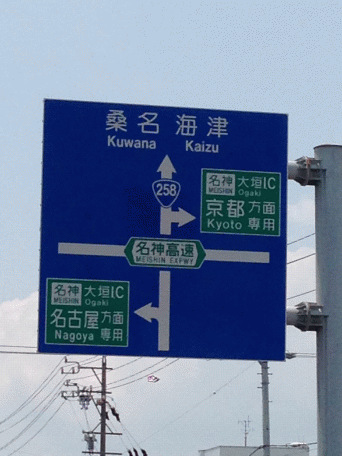 桑名 海津
Kuwana Kaizu
258
名神 大垣IC
MEISHIN Ogaki
京都 方面
Kyoto 専用
名神高速
MEISHIN EXPWY
名神 大垣IC
MEISHIN Ogaki
名古屋 方面
Nagoya 専用